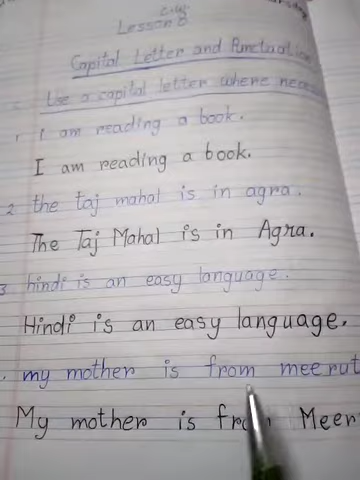 Lesson 8
Capital Letter and Punctuation
Use a capital letter where
1 i am reading a book.
I am reading a book.
2 the taj mahal is in agra.
The Taj Mahal is in Agra.
3 hindi is an easy language.
Hindi is an easy language.
my mother is from meerut
My mother is from Meer